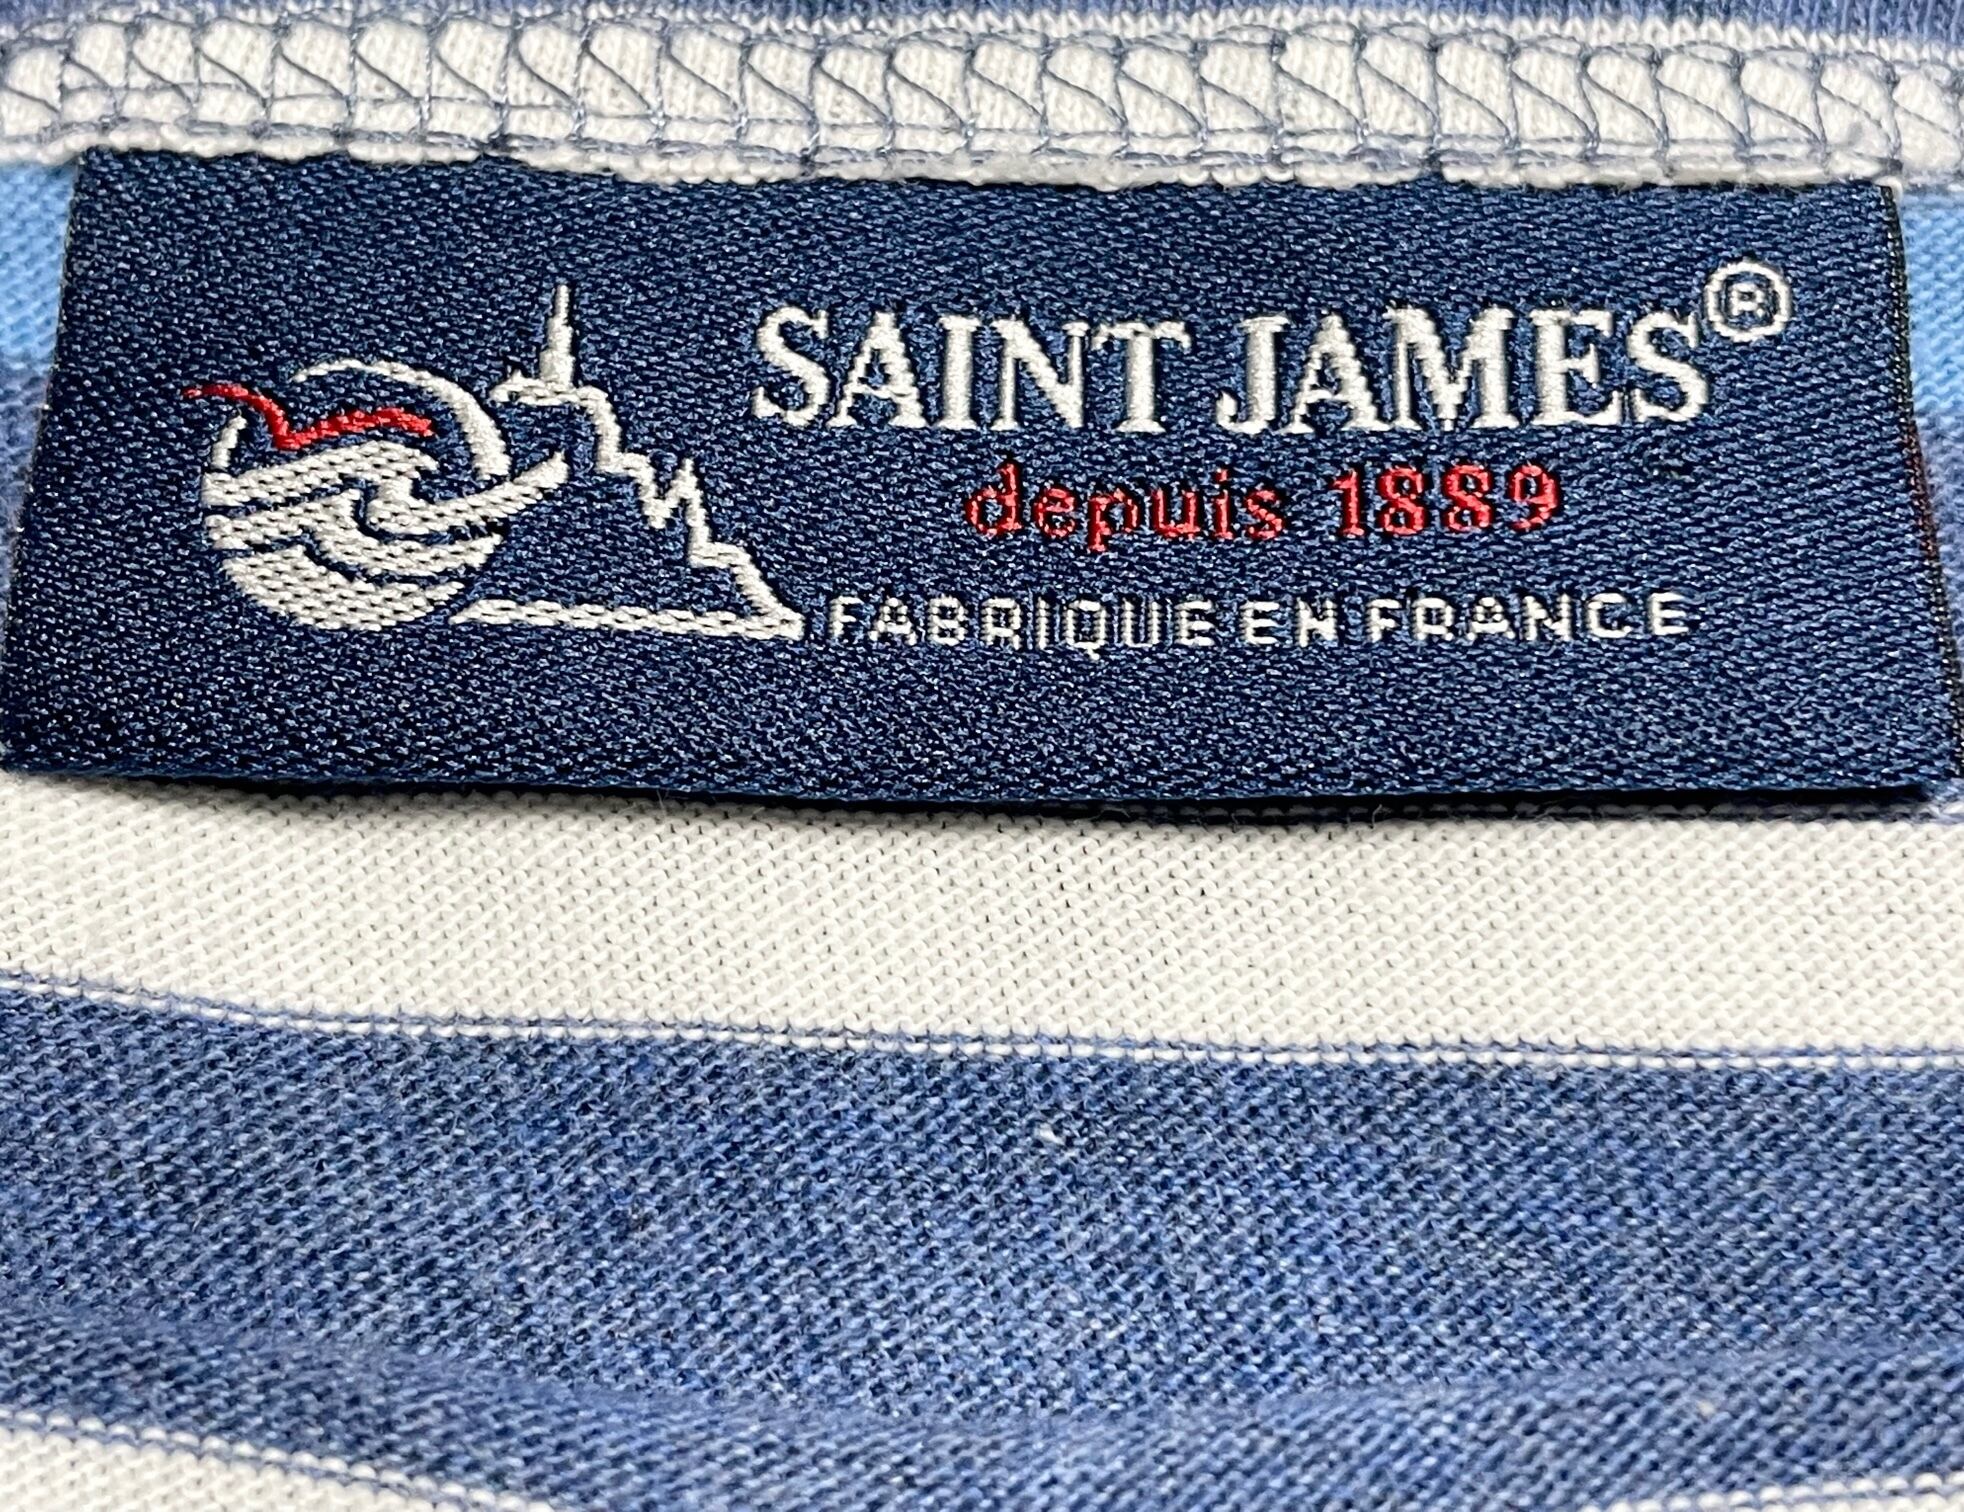 SAINT JAMES®
depuis 1889
FABRIQUE EN FRANCE